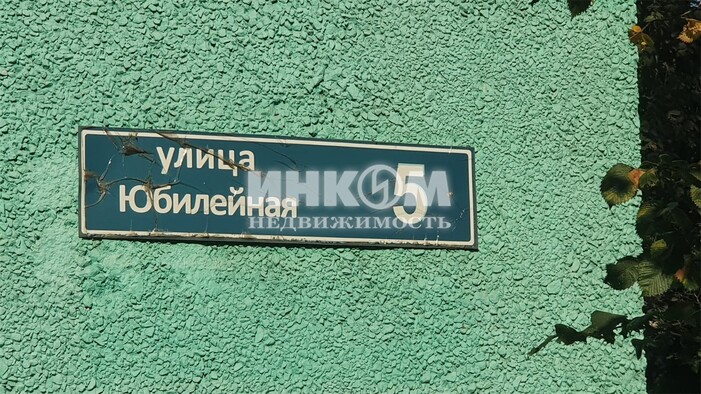 улица
Юбилейная
5
ИНКОМ
НЕДВИЖИМОСТЬ